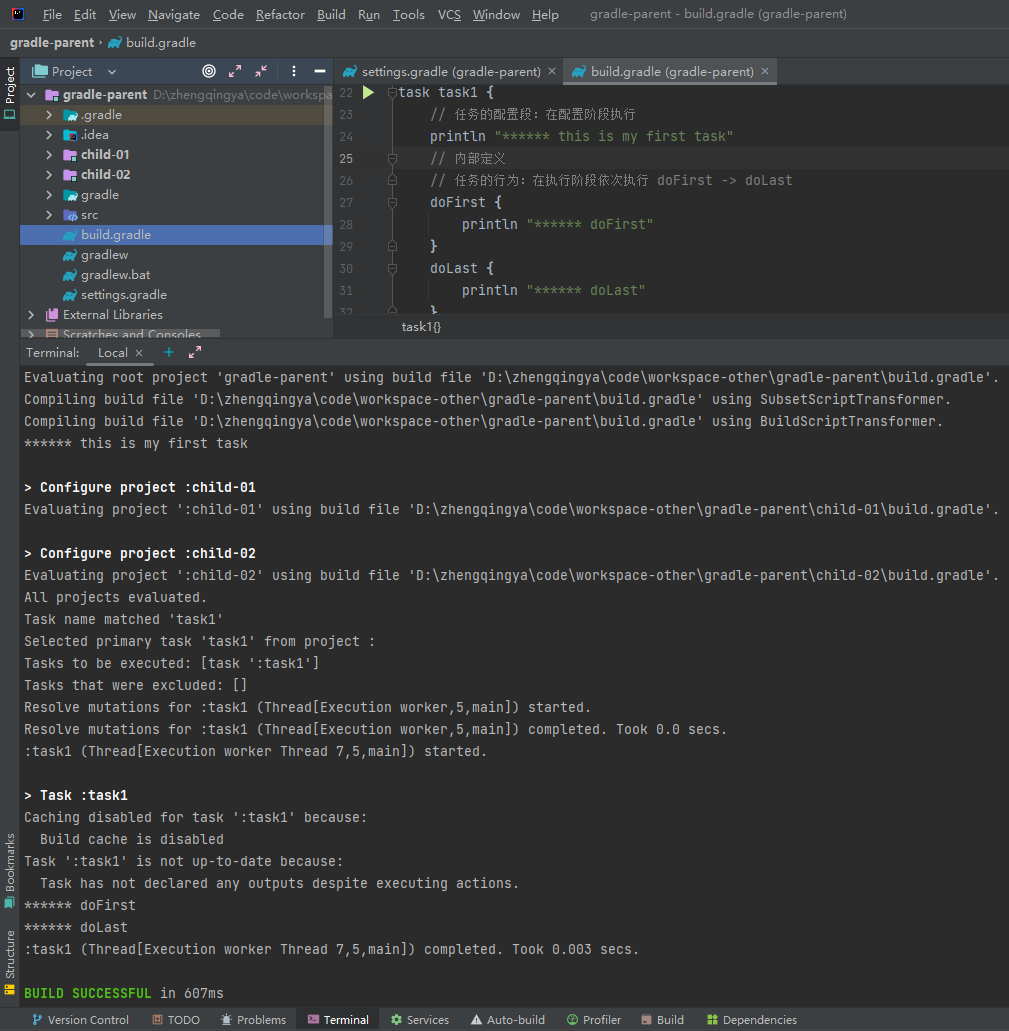 File Edit View Navigate Code Refactor Build Run Tools VCS Window Help gradle-parent - build.gradle (gradle-parent)
gradle-parent › build.gradle
Project
Project
settings.gradle (gradle-parent) ×
build.gradle (gradle-parent) ×
gradle-parent D:\zhengqingya\code\workspa
.gradle
.idea
child-01
child-02
gradle
src
build.gradle
gradlew
gradlew.bat
settings.gradle
External Libraries
Scratches and Consoles
22 task task1 {
23 // 任务的配置段：在配置阶段执行
24 println "****** this is my first task"
25 // 内部定义
26 // 任务的行为：在执行阶段依次执行 doFirst -> doLast
27 doFirst {
28 println "****** doFirst"
29 }
30 doLast {
31 println "****** doLast"
32 }
task1{}
Terminal: Local × +
Evaluating root project 'gradle-parent' using build file 'D:\zhengqingya\code\workspace-other\gradle-parent\build.gradle'.
Compiling build file 'D:\zhengqingya\code\workspace-other\gradle-parent\build.gradle' using SubsetScriptTransformer.
Compiling build file 'D:\zhengqingya\code\workspace-other\gradle-parent\build.gradle' using BuildScriptTransformer.
****** this is my first task
> Configure project :child-01
Evaluating project ':child-01' using build file 'D:\zhengqingya\code\workspace-other\gradle-parent\child-01\build.gradle'.
> Configure project :child-02
Evaluating project ':child-02' using build file 'D:\zhengqingya\code\workspace-other\gradle-parent\child-02\build.gradle'.
All projects evaluated.
Task name matched 'task1'
Selected primary task 'task1' from project :
Tasks to be executed: [task ':task1']
Tasks that were excluded: []
Resolve mutations for :task1 (Thread[Execution worker,5,main]) started.
Resolve mutations for :task1 (Thread[Execution worker,5,main]) completed. Took 0.0 secs.
:task1 (Thread[Execution worker Thread 7,5,main]) started.
> Task :task1
Caching disabled for task ':task1' because:
Build cache is disabled
Task ':task1' is not up-to-date because:
Task has not declared any outputs despite executing actions.
****** doFirst
****** doLast
:task1 (Thread[Execution worker Thread 7,5,main]) completed. Took 0.003 secs.
BUILD SUCCESSFUL in 607ms
Bookmarks
Structure
Version Control TODO Problems Terminal Services Auto-build Profiler Build Dependencies